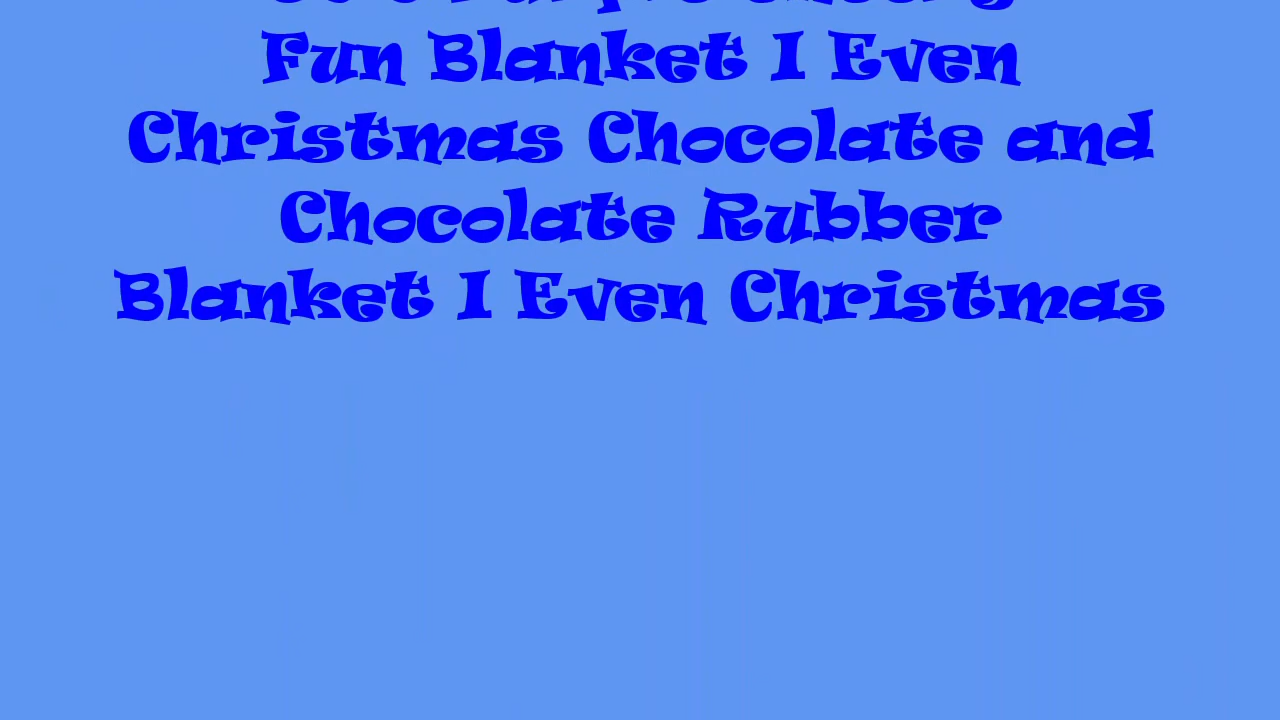 Fun Blanket I Even
Christmas Chocolate and
Chocolate Rubber
Blanket I Even Christmas